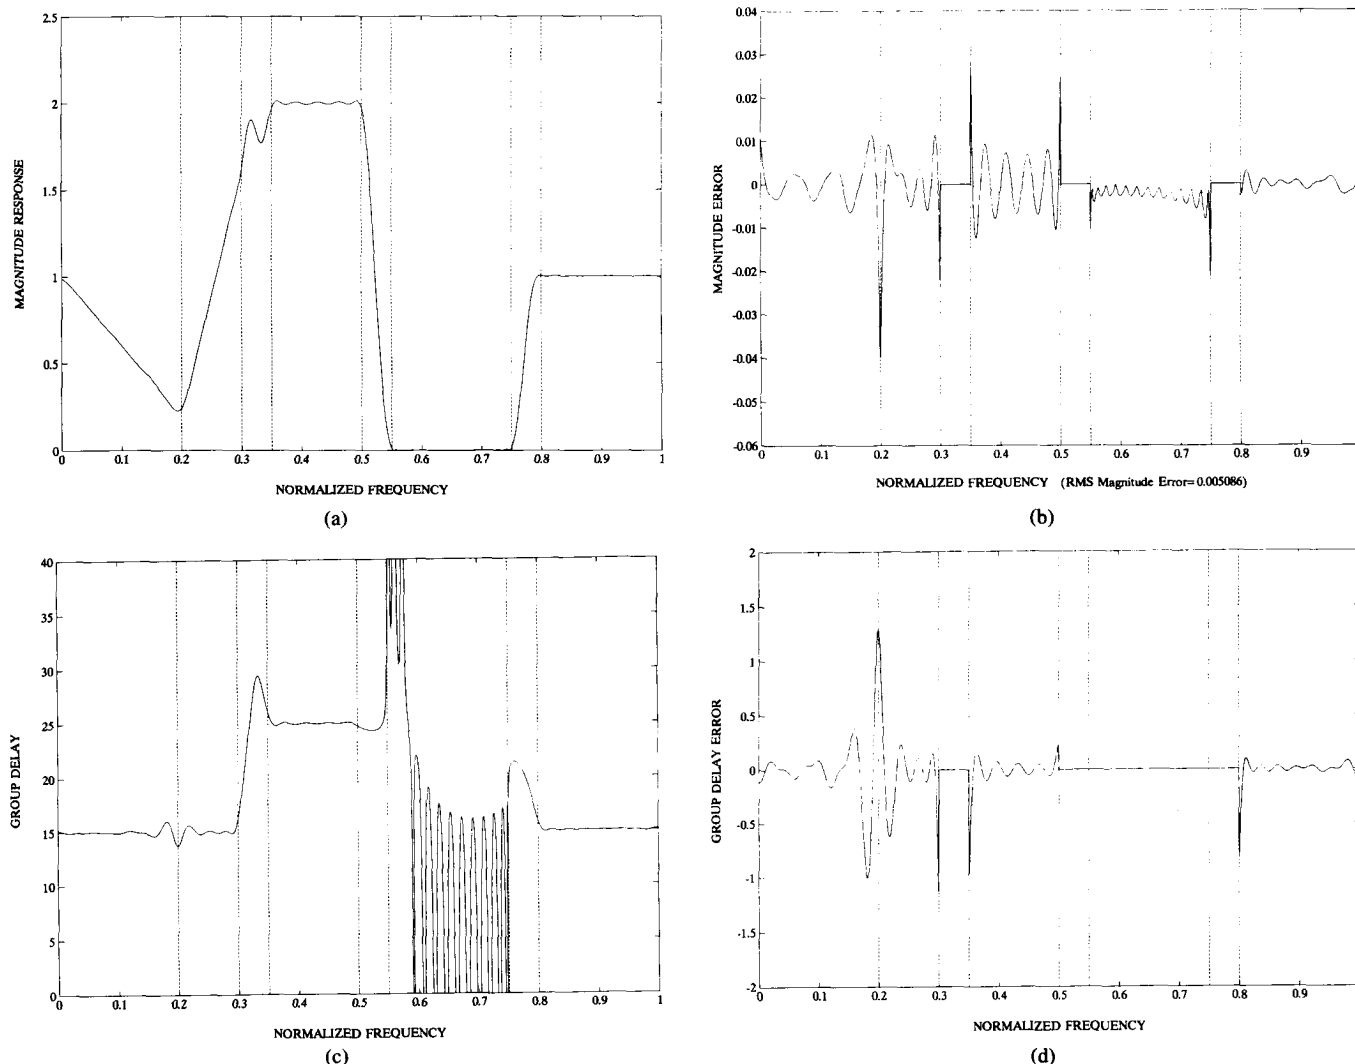 2.5
2
1.5
1
0.5
0
MAGNITUDE RESPONSE
0 0.1 0.2 0.3 0.4 0.5 0.6 0.7 0.8 0.9 1
NORMALIZED FREQUENCY
(a)
0.04
0.03
0.02
0.01
0
-0.01
-0.02
-0.03
-0.04
-0.05
-0.06
MAGNITUDE ERROR
0 0.1 0.2 0.3 0.4 0.5 0.6 0.7 0.8 0.9
NORMALIZED FREQUENCY (RMS Magnitude Error=0.005086)
(b)
40
35
30
25
20
15
10
5
0
GROUP DELAY
0 0.1 0.2 0.3 0.4 0.5 0.6 0.7 0.8 0.9 1
NORMALIZED FREQUENCY
(c)
2
1.5
1
0.5
0
-0.5
-1
-1.5
-2
GROUP DELAY ERROR
0 0.1 0.2 0.3 0.4 0.5 0.6 0.7 0.8 0.9
NORMALIZED FREQUENCY
(d)